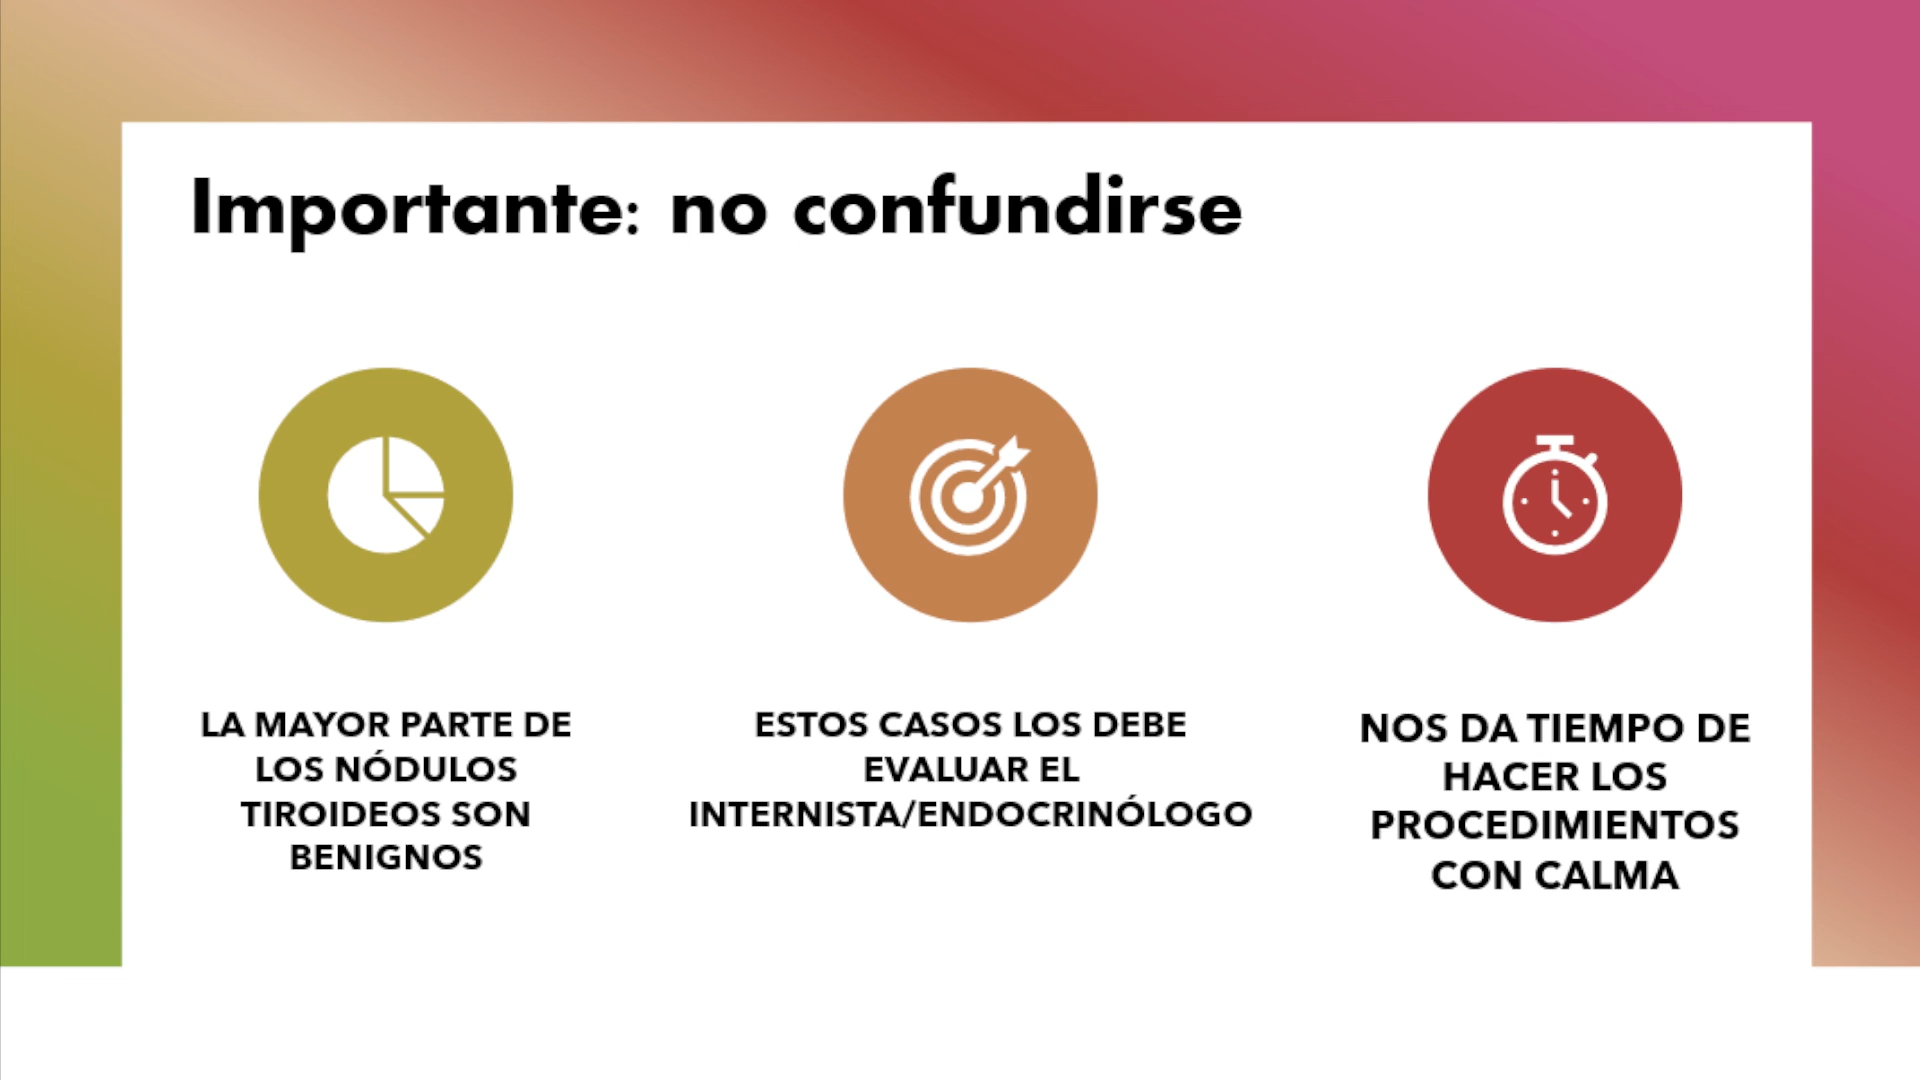 Importante: no confundirse
LA MAYOR PARTE DE
LOS NÓDULOS
TIROIDEOS SON
BENIGNOS
ESTOS CASOS LOS DEBE
EVALUAR EL
INTERNISTA/ENDOCRINÓLOGO
NOS DA TIEMPO DE
HACER LOS
PROCEDIMIENTOS
CON CALMA